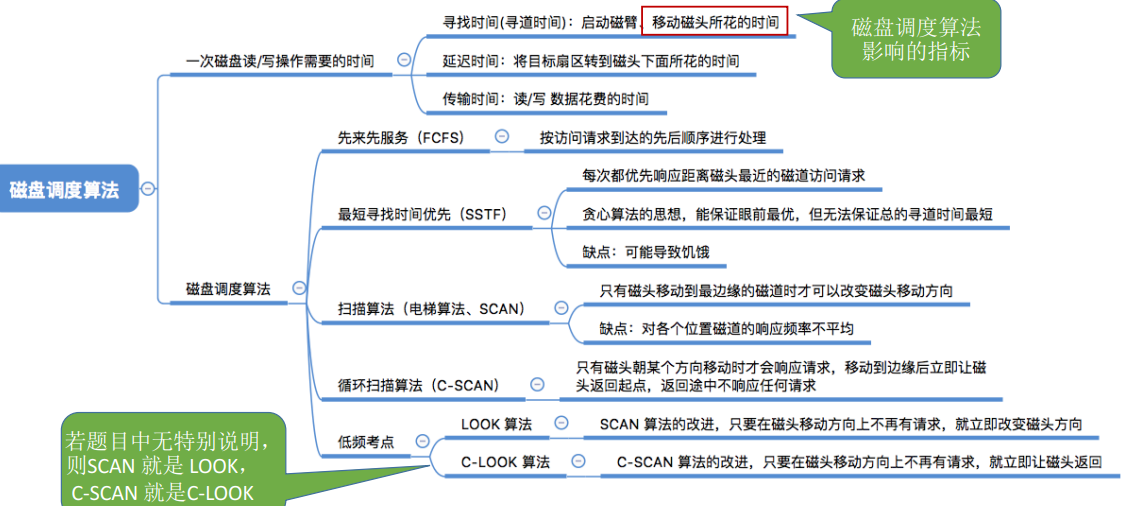 寻找时间(寻道时间)：启动磁臂、移动磁头所花的时间
磁盘调度算法
影响的指标
一次磁盘读/写操作需要的时间
延迟时间：将目标扇区转到磁头下面所花的时间
传输时间：读/写 数据花费的时间
先来先服务（FCFS）
按访问请求到达的先后顺序进行处理
每次都优先响应距离磁头最近的磁道访问请求
磁盘调度算法
最短寻找时间优先（SSTF）
贪心算法的思想，能保证眼前最优，但无法保证总的寻道时间最短
缺点：可能导致饥饿
磁盘调度算法
只有磁头移动到最边缘的磁道时才可以改变磁头移动方向
扫描算法（电梯算法、SCAN）
缺点：对各个位置磁道的响应频率不平均
循环扫描算法（C-SCAN）
只有磁头朝某个方向移动时才会响应请求，移动到边缘后立即让磁
头返回起点，返回途中不响应任何请求
低频考点
LOOK 算法
SCAN 算法的改进，只要在磁头移动方向上不再有请求，就立即改变磁头方向
C-LOOK 算法
C-SCAN 算法的改进，只要在磁头移动方向上不再有请求，就立即让磁头返回
若题目中无特别说明，
则SCAN 就是 LOOK，
C-SCAN 就是C-LOOK